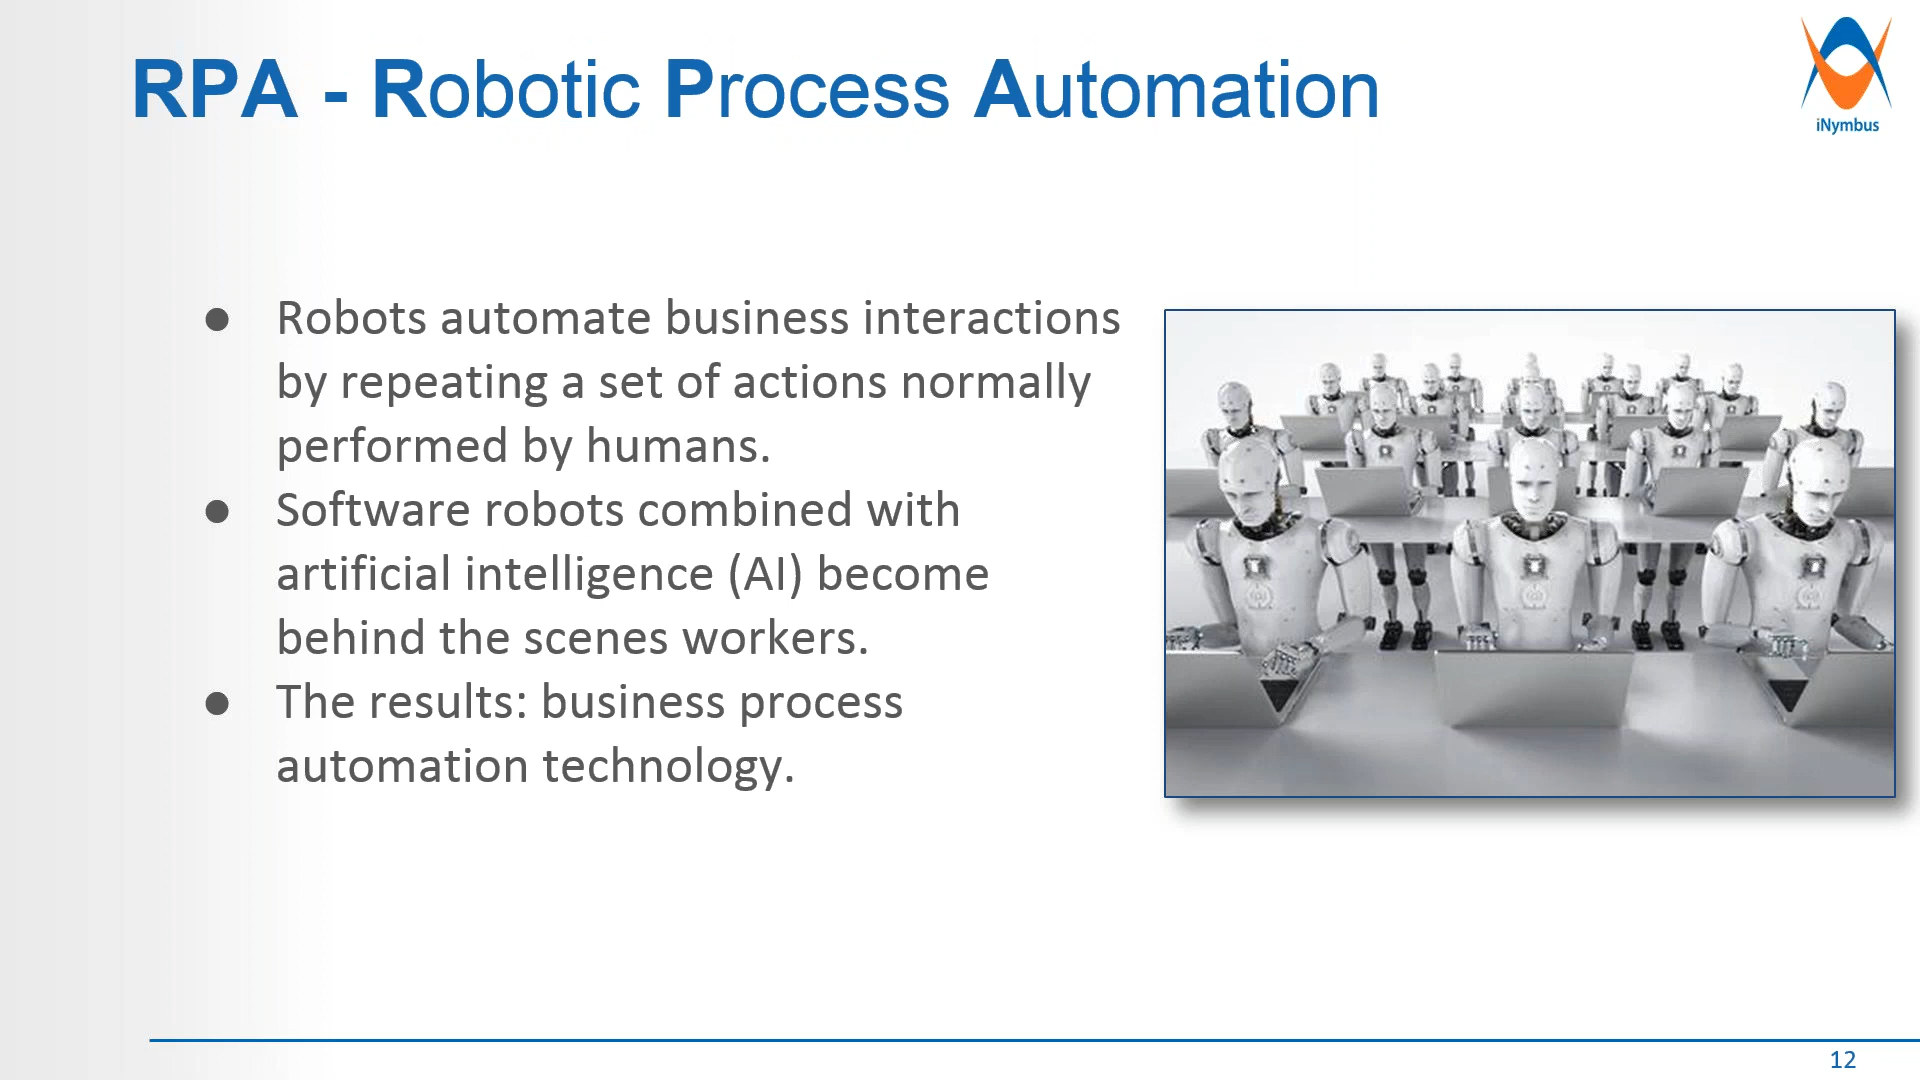 RPA - Robotic Process Automation
iNymbus
● Robots automate business interactions
by repeating a set of actions normally
performed by humans.
● Software robots combined with
artificial intelligence (AI) become
behind the scenes workers.
● The results: business process
automation technology.
12